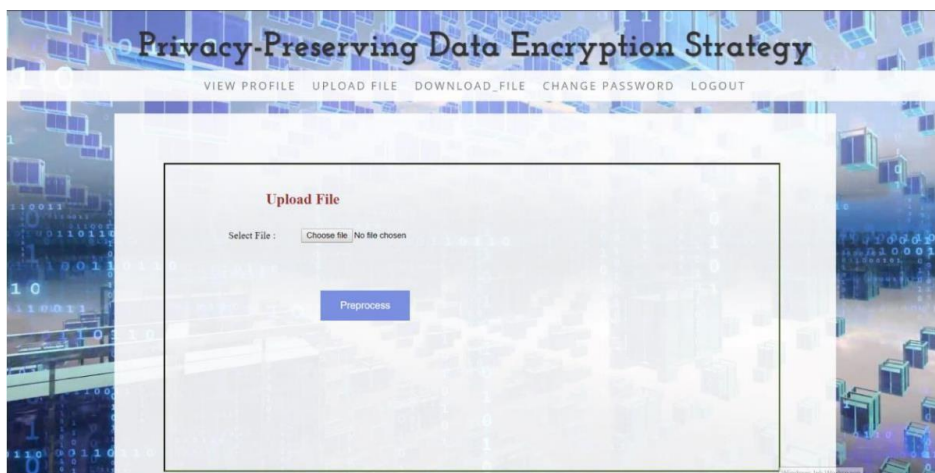 Privacy-Preserving Data Encryption Strategy
VIEW PROFILE UPLOAD FILE DOWNLOAD_FILE CHANGE PASSWORD LOGOUT
Upload File
Select File : Choose file No file chosen
Preprocess